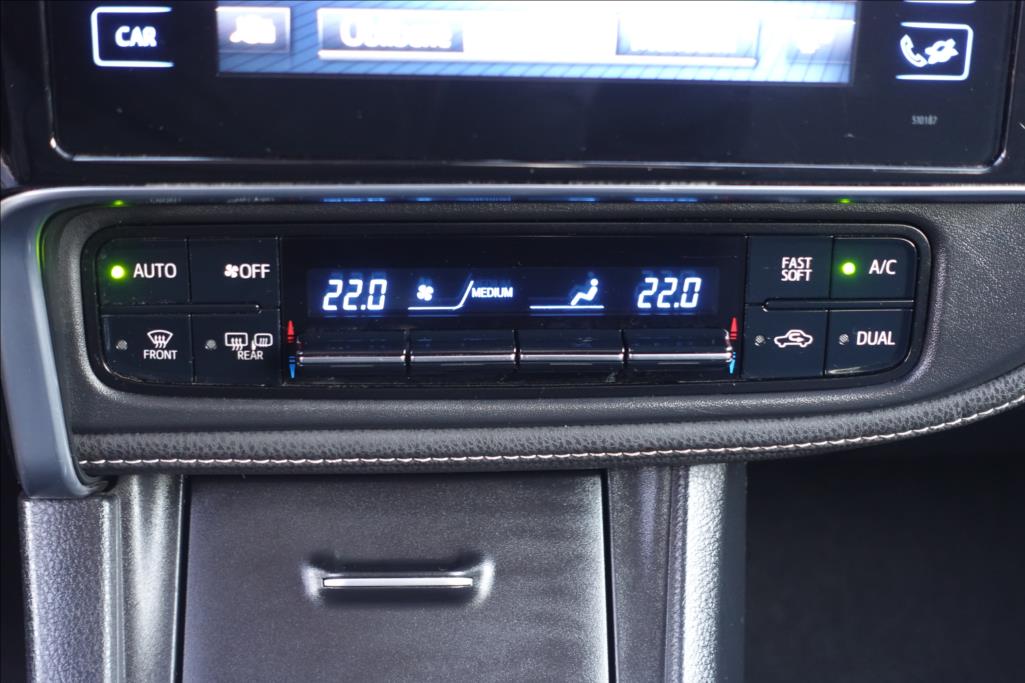 CAR
510187
AUTO
OFF
22.0
MEDIUM
22.0
FAST
SOFT
A/C
FRONT
REAR
DUAL